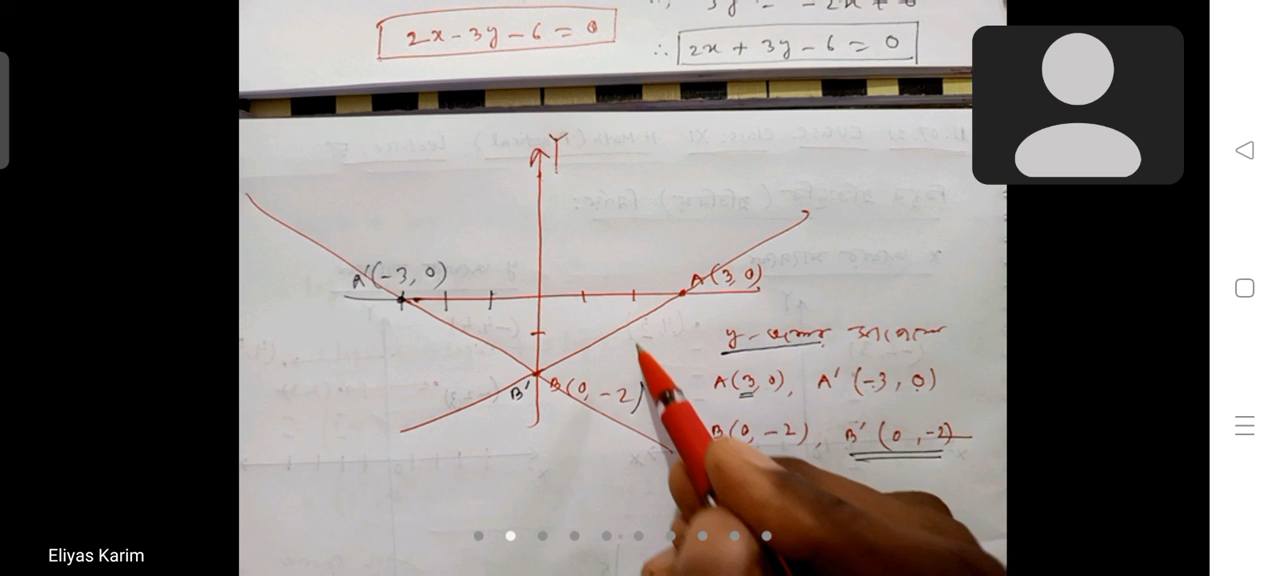 2x - 3y - 6 = 0
∴ 2x + 3y - 6 = 0
Y
A'(-3, 0)
A(3, 0)
y-অক্ষের সাপেক্ষে
A(3, 0), A' (-3, 0)
B' B(0, -2)
B(0, -2), B' (0, -2)
Eliyas Karim